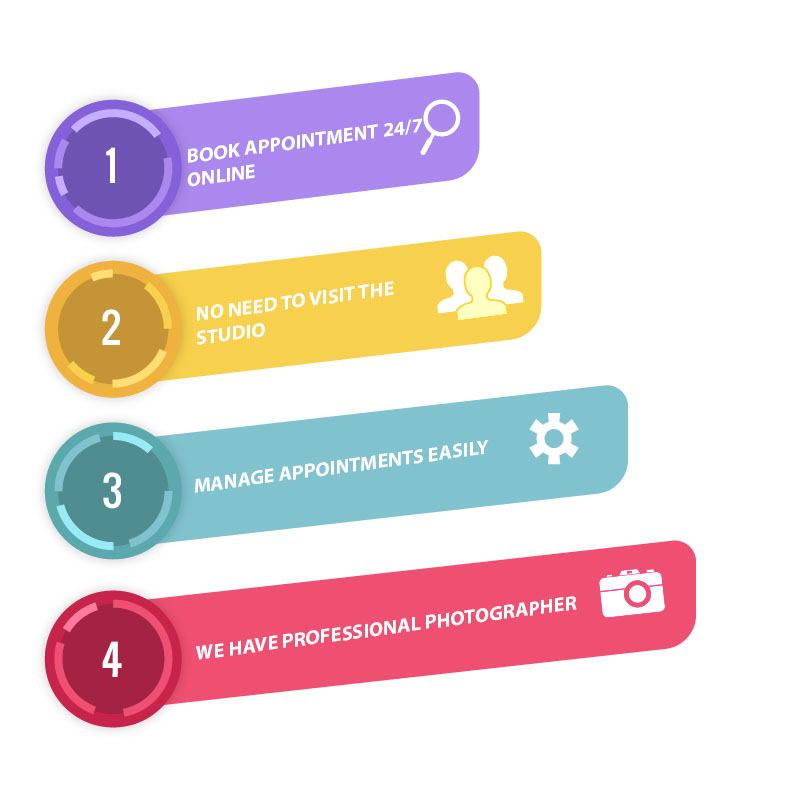 1
BOOK APPOINTMENT 24/7
ONLINE
2
NO NEED TO VISIT THE
STUDIO
3
MANAGE APPOINTMENTS EASILY
4
WE HAVE PROFESSIONAL PHOTOGRAPHER